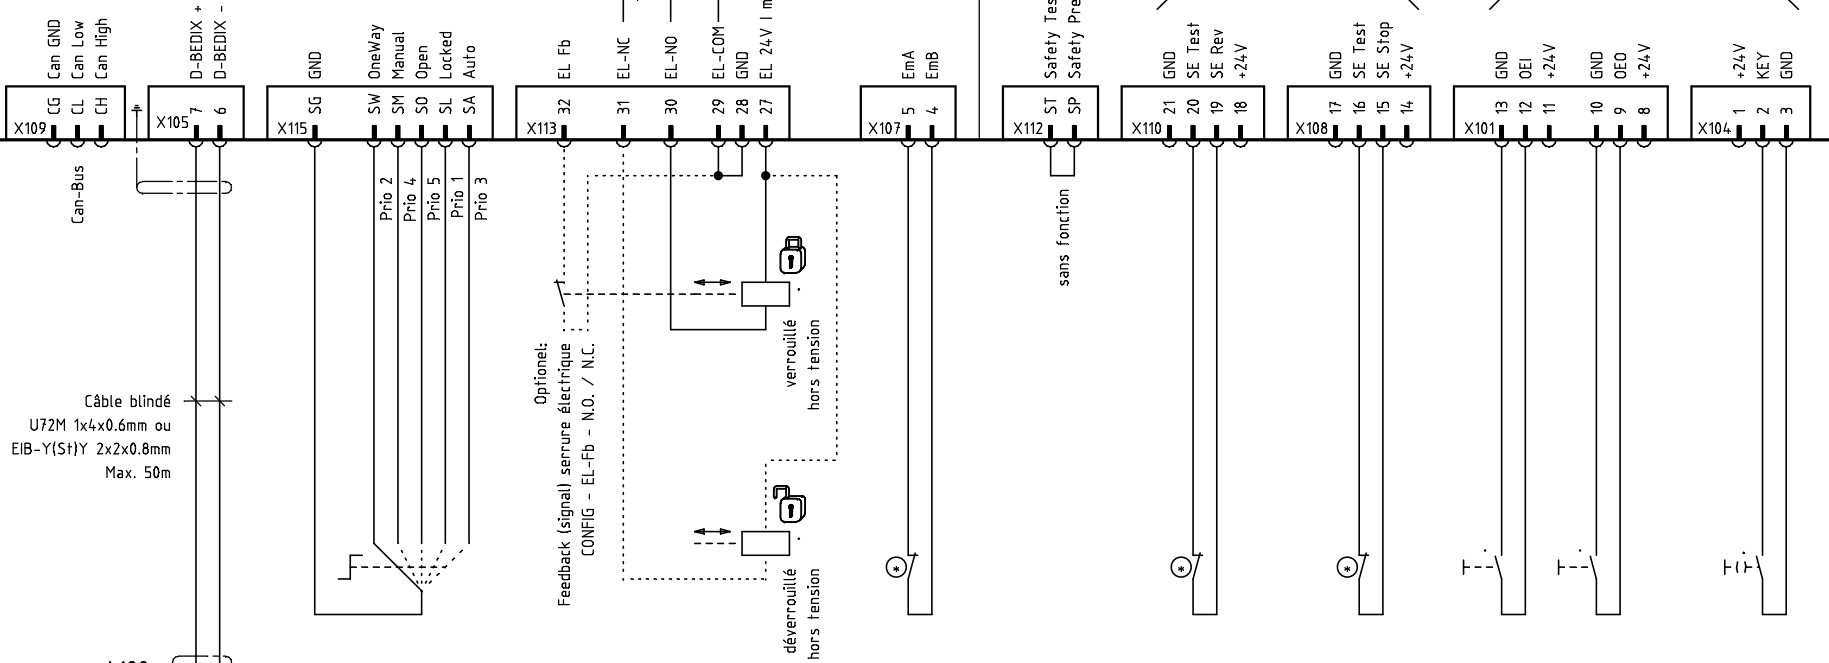 Can GND
Can Low
Can High
D-BEDIX +
D-BEDIX -
GND
OneWay
Manual
Open
Locked
Auto
EL Fb
EL-NC
EL-NO
EL-COM
GND
EL 24V I m
EmA
EmB
Safety Tes
Safety Pre
GND
SE Test
SE Rev
+24V
GND
SE Test
SE Stop
+24V
GND
OEI
+24V
GND
OEO
+24V
+24V
KEY
GND
X109 CG CL CH
X105 7 6
X115 SG SW SM SO SL SA
X113 32 31 30 29 28 27
X107 5 4
X112 ST SP
X110 21 20 19 18
X108 17 16 15 14
X101 13 12 11 10 9 8
X104 1 2 3
Can-Bus
Prio 2
Prio 4
Prio 5
Prio 1
Prio 3
sans fonction
verrouillé
hors tension
Optionel:
Feedback (signal) serrure électrique
CONFIG - EL-Fb - N.O. / N.C.
Câble blindé
U72M 1x4x0.6mm ou
EIB-Y(St)Y 2x2x0.8mm
Max. 50m
déverrouillé
hors tension
* * *